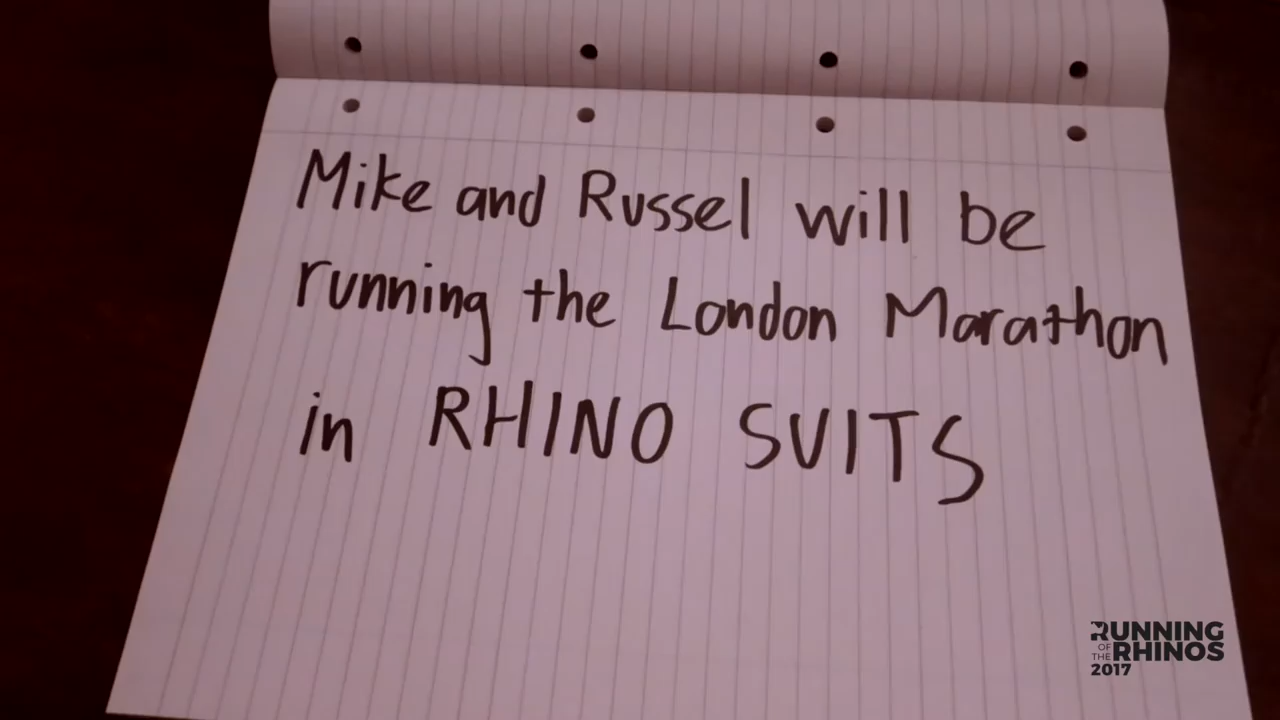 Mike and Russel will be
running the London Marathon
in RHINO SUITS
RUNNING
OF THE RHINOS
2017